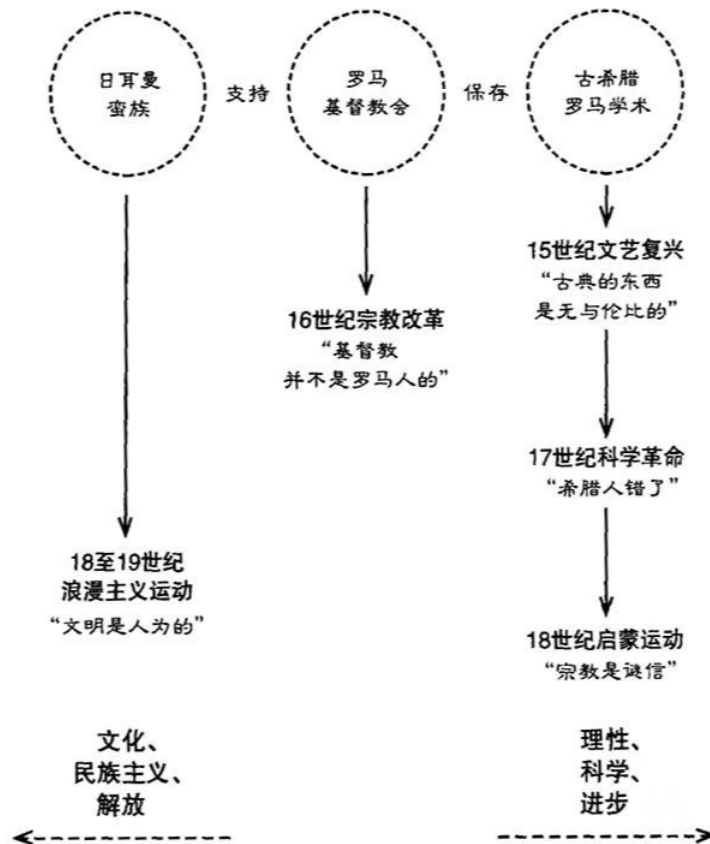 日耳曼
蛮族
支持
罗马
基督教会
保存
古希腊
罗马学术
15世纪文艺复兴
“古典的东西
是无与伦比的”
16世纪宗教改革
“基督教
并不是罗马人的”
17世纪科学革命
“希腊人错了”
18至19世纪
浪漫主义运动
“文明是人为的”
18世纪启蒙运动
“宗教是谜信”
文化、
民族主义、
解放
理性、
科学、
进步